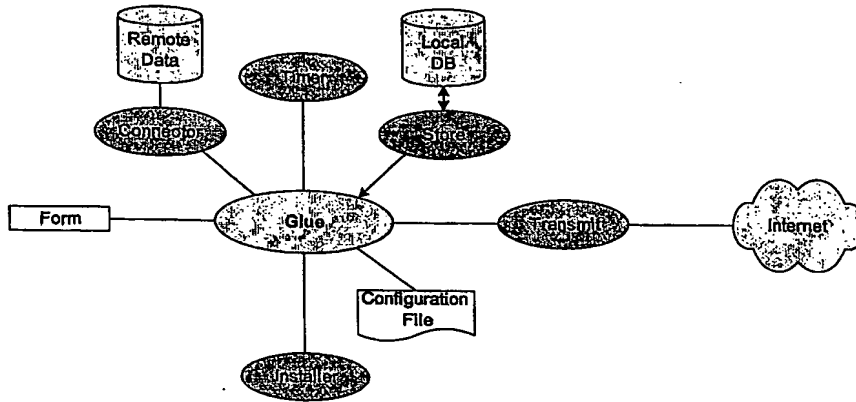 Remote
Data
Local
DB
Timer
Connector
Store
Form
Glue
Transmit
Internet
Configuration
File
Installer